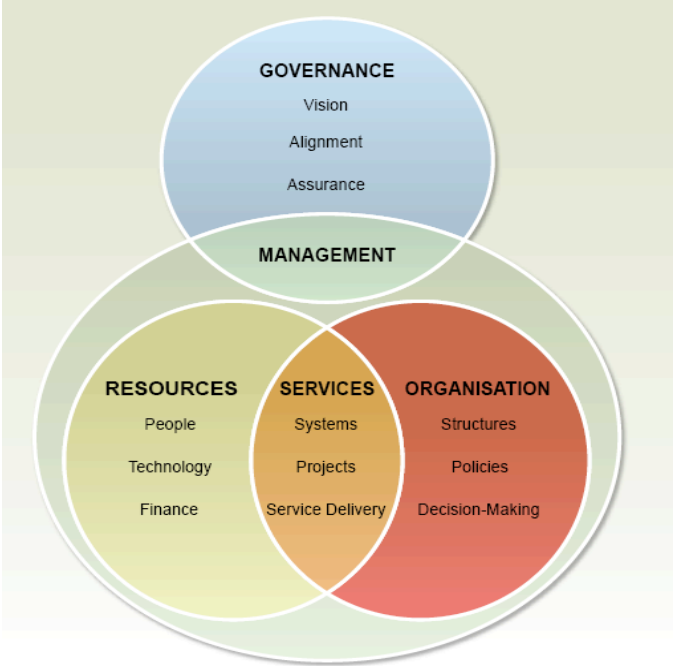 GOVERNANCE
Vision
Alignment
Assurance
MANAGEMENT
RESOURCES
People
Technology
Finance
SERVICES
Systems
Projects
Service Delivery
ORGANISATION
Structures
Policies
Decision-Making